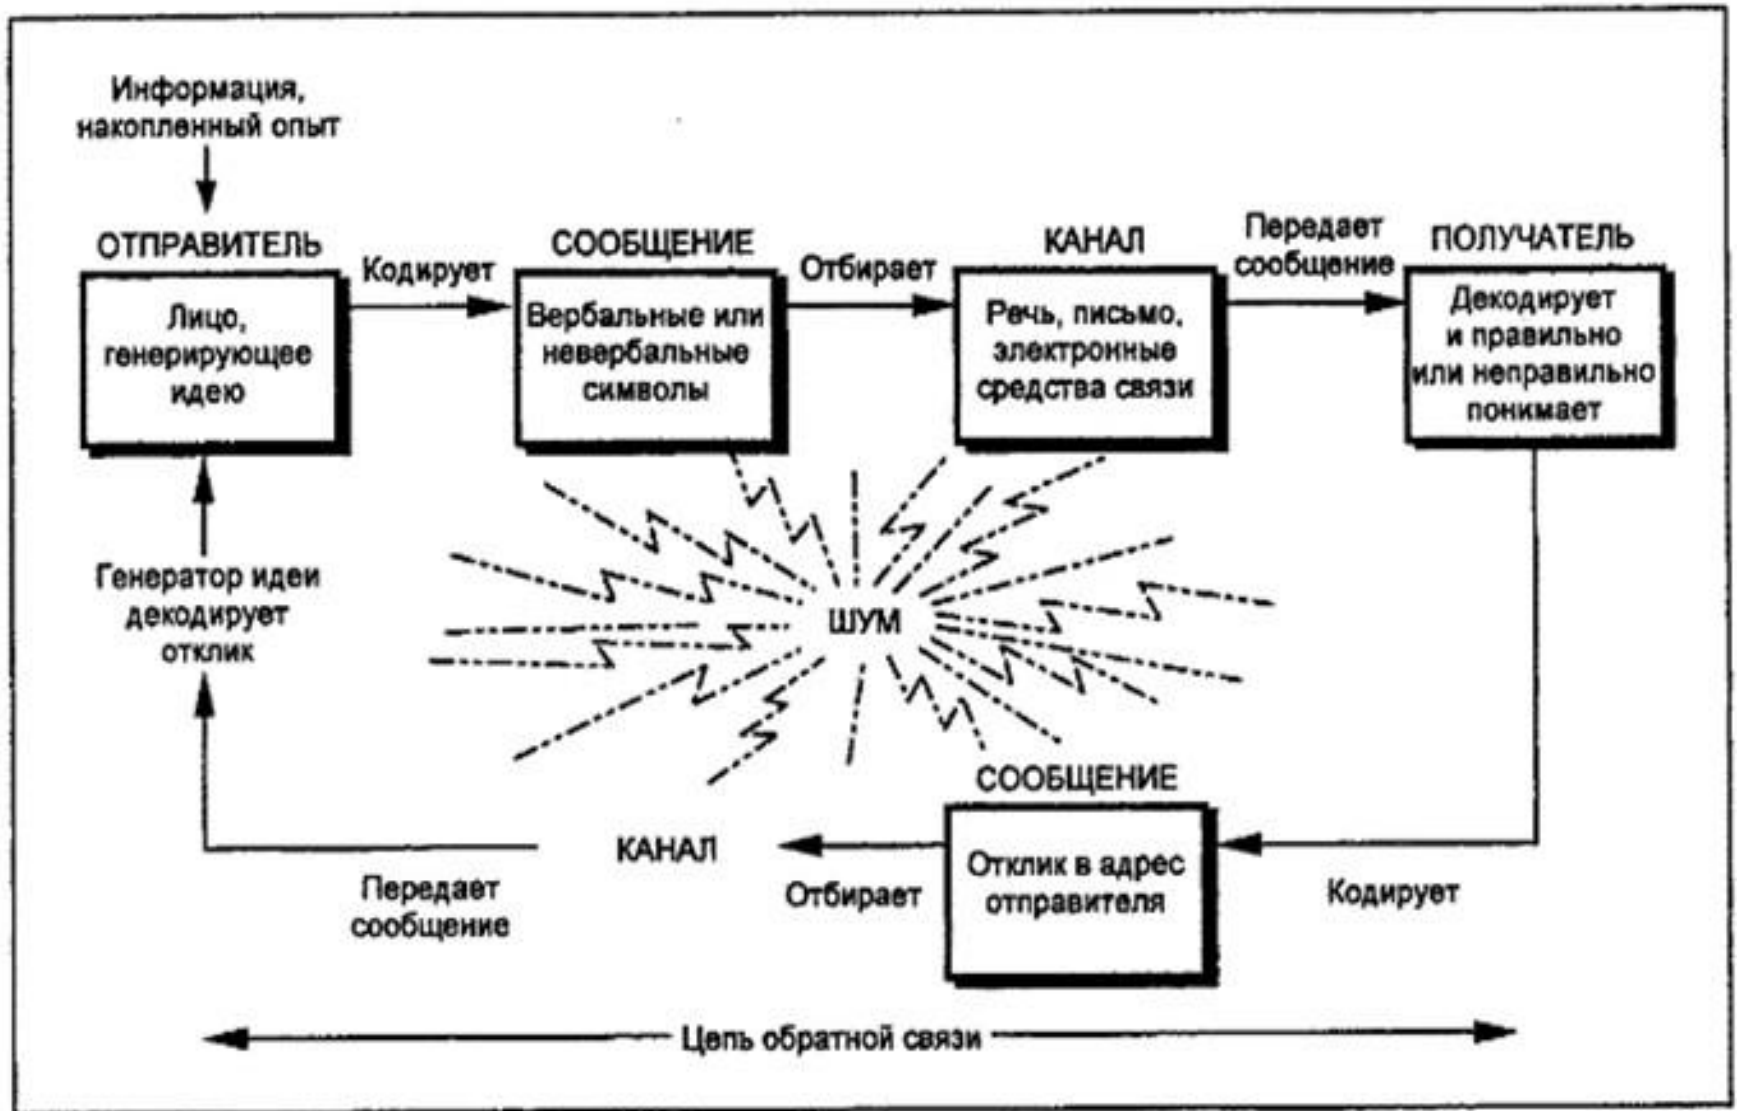 Информация,
накопленный опыт
ОТПРАВИТЕЛЬ
Кодирует
СООБЩЕНИЕ
Отбирает
КАНАЛ
Передает
сообщение
ПОЛУЧАТЕЛЬ
Лицо,
генерирующее
идею
Вербальные или
невербальные
символы
Речь, письмо,
электронные
средства связи
Декодирует
и правильно
или неправильно
понимает
Генератор идеи
декодирует
отклик
ШУМ
СООБЩЕНИЕ
Отклик в адрес
отправителя
Кодирует
Отбирает
КАНАЛ
Передает
сообщение
Цепь обратной связи